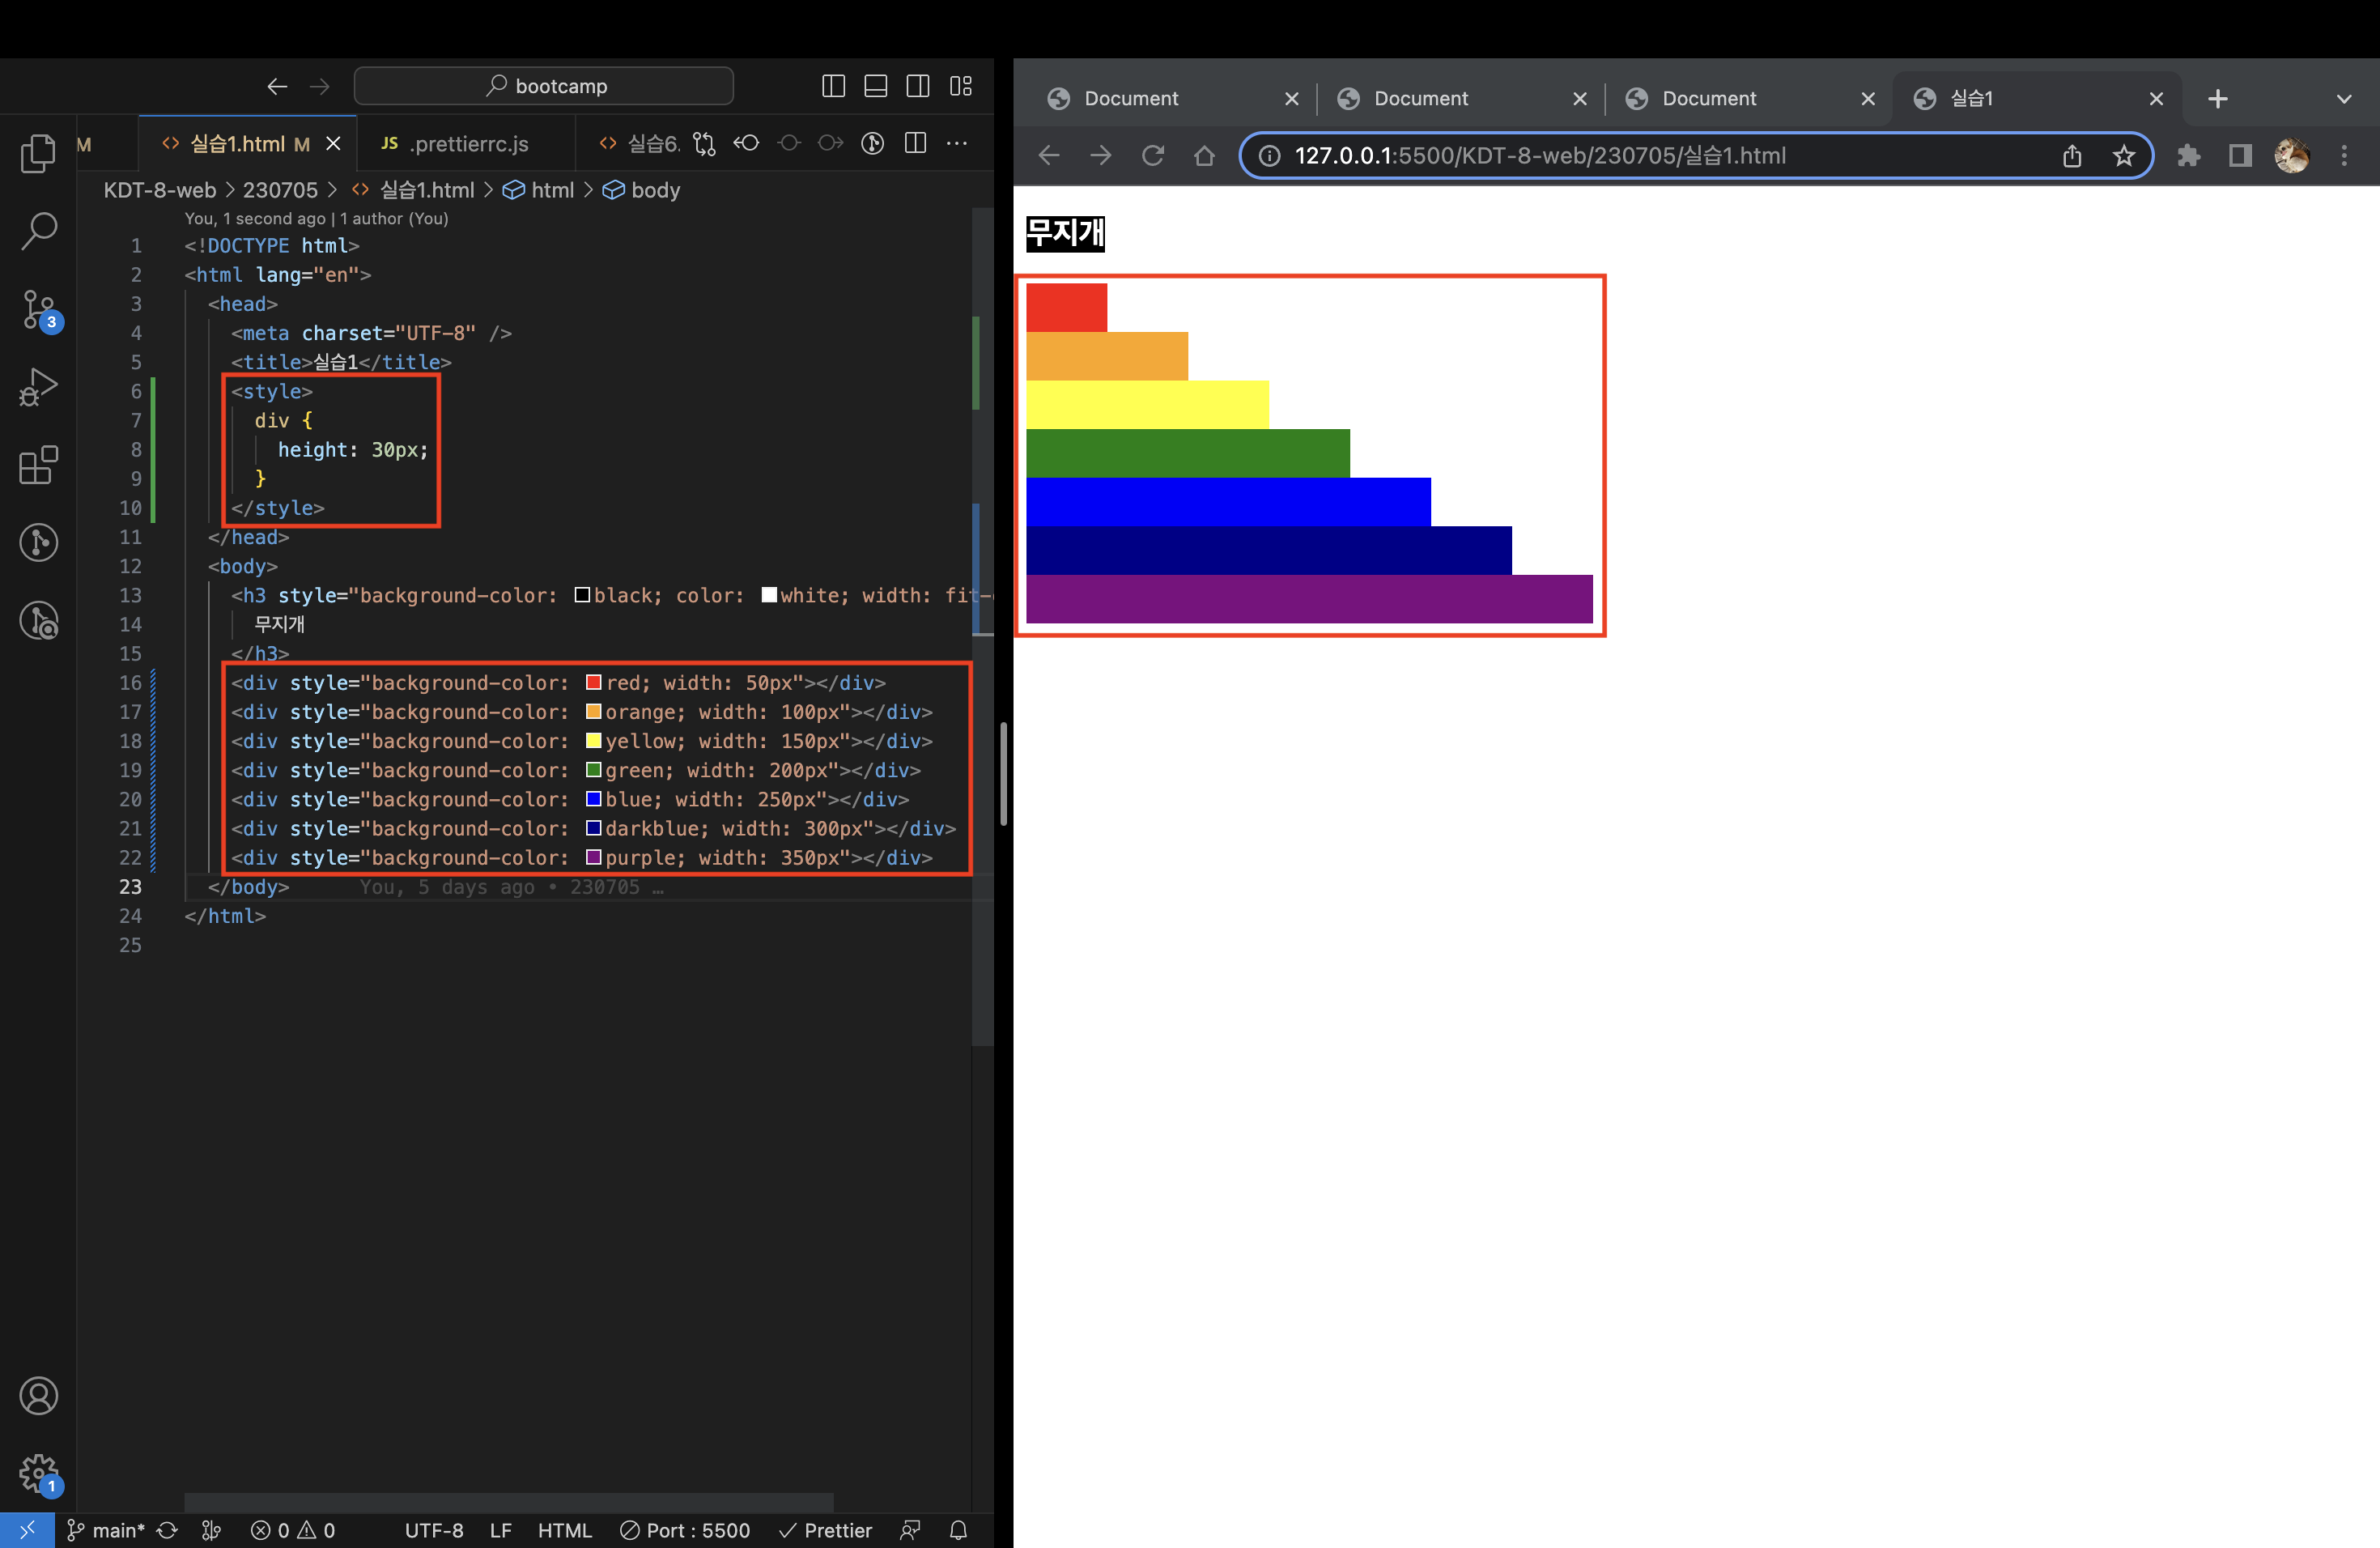 bootcamp
M
실습1.html M
JS .prettierrc.js
실습6.
KDT-8-web > 230705 > 실습1.html > html > body
You, 1 second ago | 1 author (You)
1 <!DOCTYPE html>
2 <html lang="en">
3 <head>
4 <meta charset="UTF-8" />
5 <title>실습1</title>
6 <style>
7 div {
8 height: 30px;
9 }
10 </style>
11 </head>
12 <body>
13 <h3 style="background-color: black; color: white; width: fit-
14 무지개
15 </h3>
16 <div style="background-color: red; width: 50px"></div>
17 <div style="background-color: orange; width: 100px"></div>
18 <div style="background-color: yellow; width: 150px"></div>
19 <div style="background-color: green; width: 200px"></div>
20 <div style="background-color: blue; width: 250px"></div>
21 <div style="background-color: darkblue; width: 300px"></div>
22 <div style="background-color: purple; width: 350px"></div>
23 </body> You, 5 days ago • 230705 …
24 </html>
25
3
1
main* 0 0 UTF-8 LF HTML Port : 5500 Prettier
Document
Document
Document
실습1
127.0.0.1:5500/KDT-8-web/230705/실습1.html
무지개